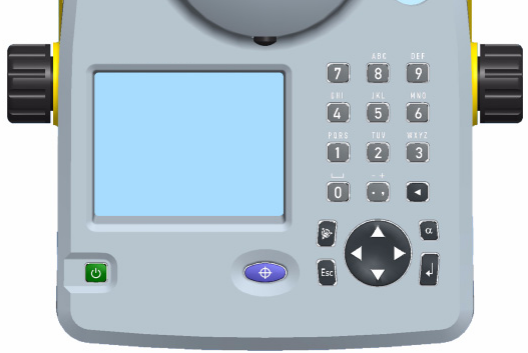 ABC DEF
7 8 9
GHI JKL MNO
4 5 6
PQRS TUV WXYZ
1 2 3
- +
0 . ,
α
Esc